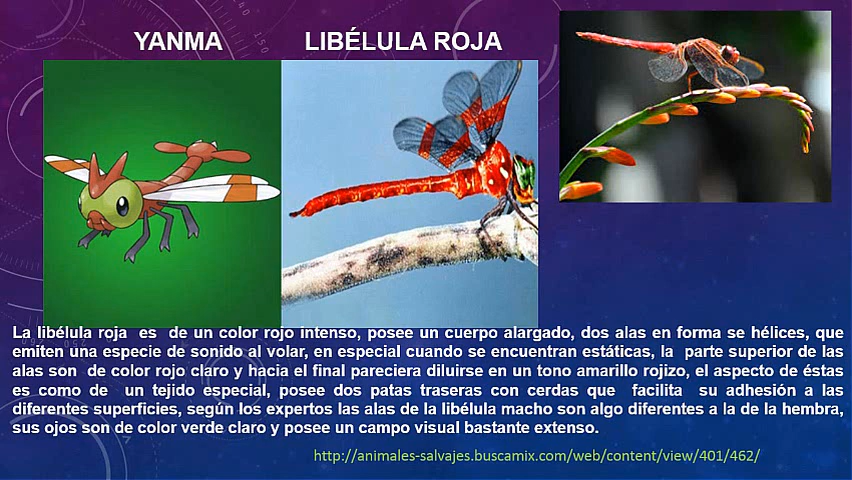 YANMA
LIBÉLULA ROJA
La libélula roja es de un color rojo intenso, posee un cuerpo alargado, dos alas en forma se hélices, que
emiten una especie de sonido al volar, en especial cuando se encuentran estáticas, la parte superior de las
alas son de color rojo claro y hacia el final pareciera diluirse en un tono amarillo rojizo, el aspecto de éstas
es como de un tejido especial, posee dos patas traseras con cerdas que facilita su adhesión a las
diferentes superficies, según los expertos las alas de la libélula macho son algo diferentes a la de la hembra,
sus ojos son de color verde claro y posee un campo visual bastante extenso.
http://animales-salvajes.buscamix.com/web/content/view/401/462/